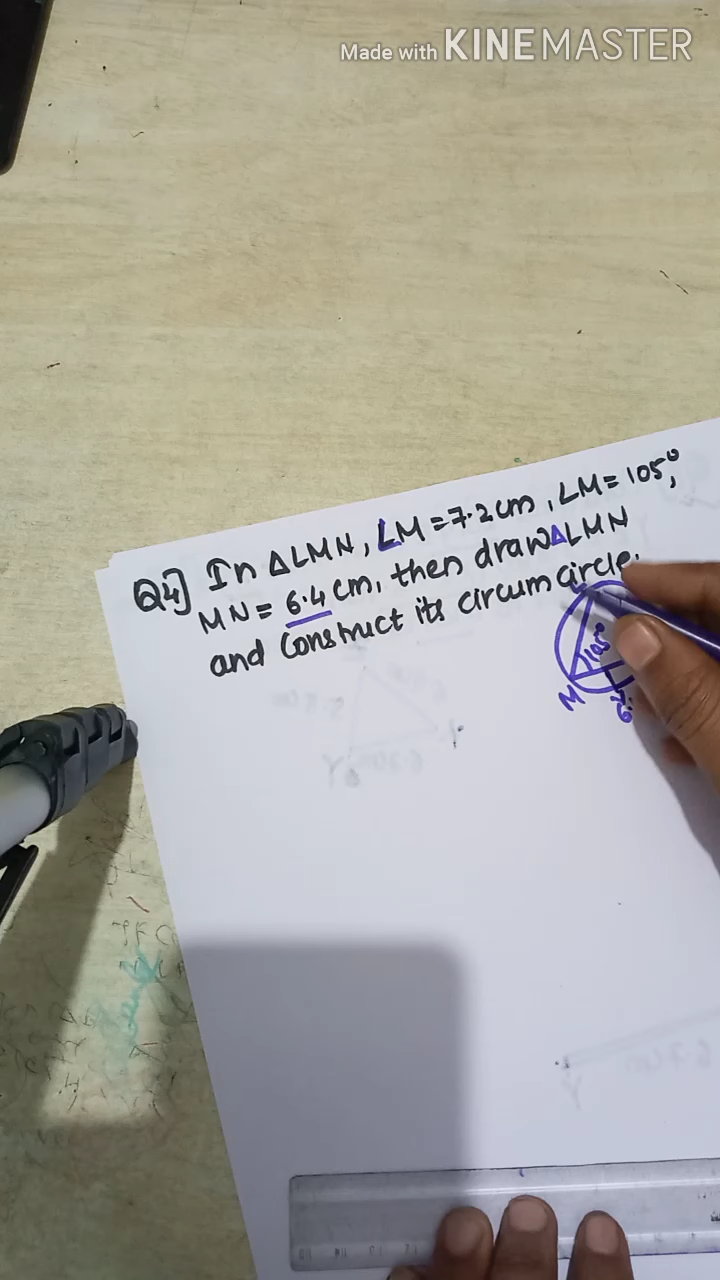 Made with KINEMASTER
Q4] In ΔLMN, LM = 7.2 cm, ∠M = 105°,
MN = 6.4 cm, then draw ΔLMN
and Construct its circumcircle.
105°
M